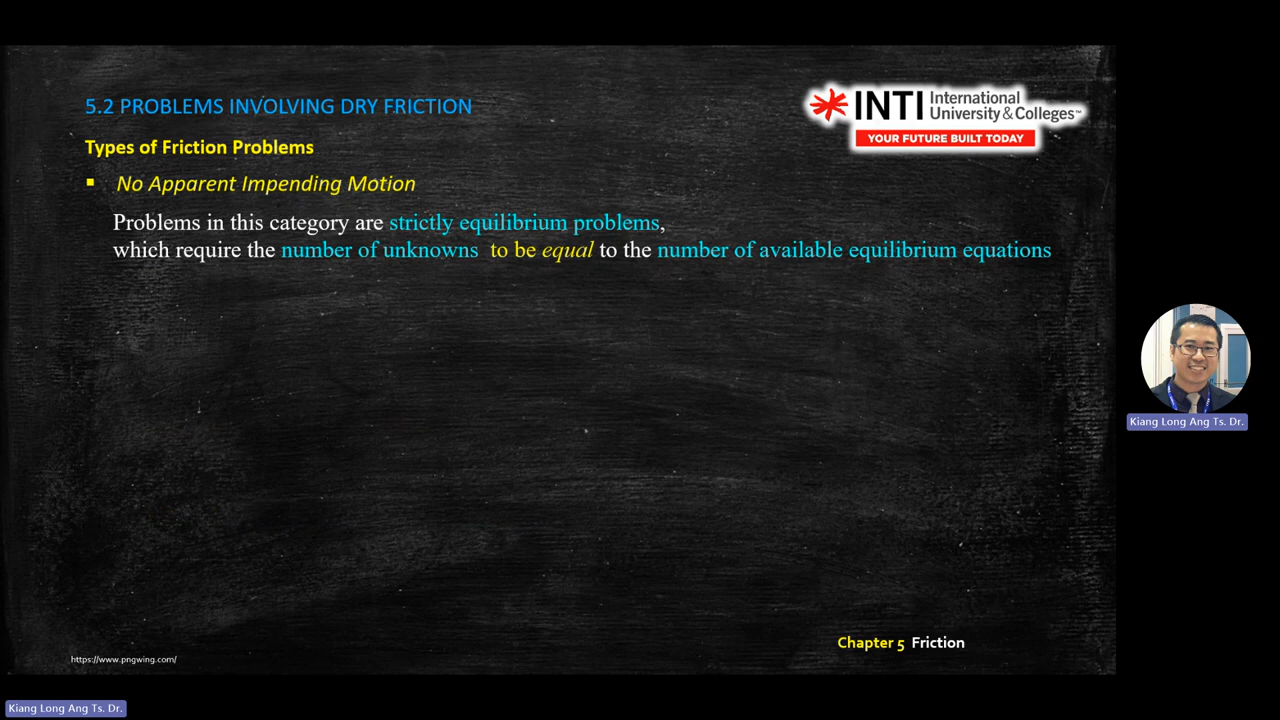 5.2 PROBLEMS INVOLVING DRY FRICTION
INTI International
University & Colleges™
YOUR FUTURE BUILT TODAY
Types of Friction Problems
▪ No Apparent Impending Motion
Problems in this category are strictly equilibrium problems,
which require the number of unknowns to be equal to the number of available equilibrium equations
Kiang Long Ang Ts. Dr.
Chapter 5 Friction
https://www.pngwing.com/
Kiang Long Ang Ts. Dr.